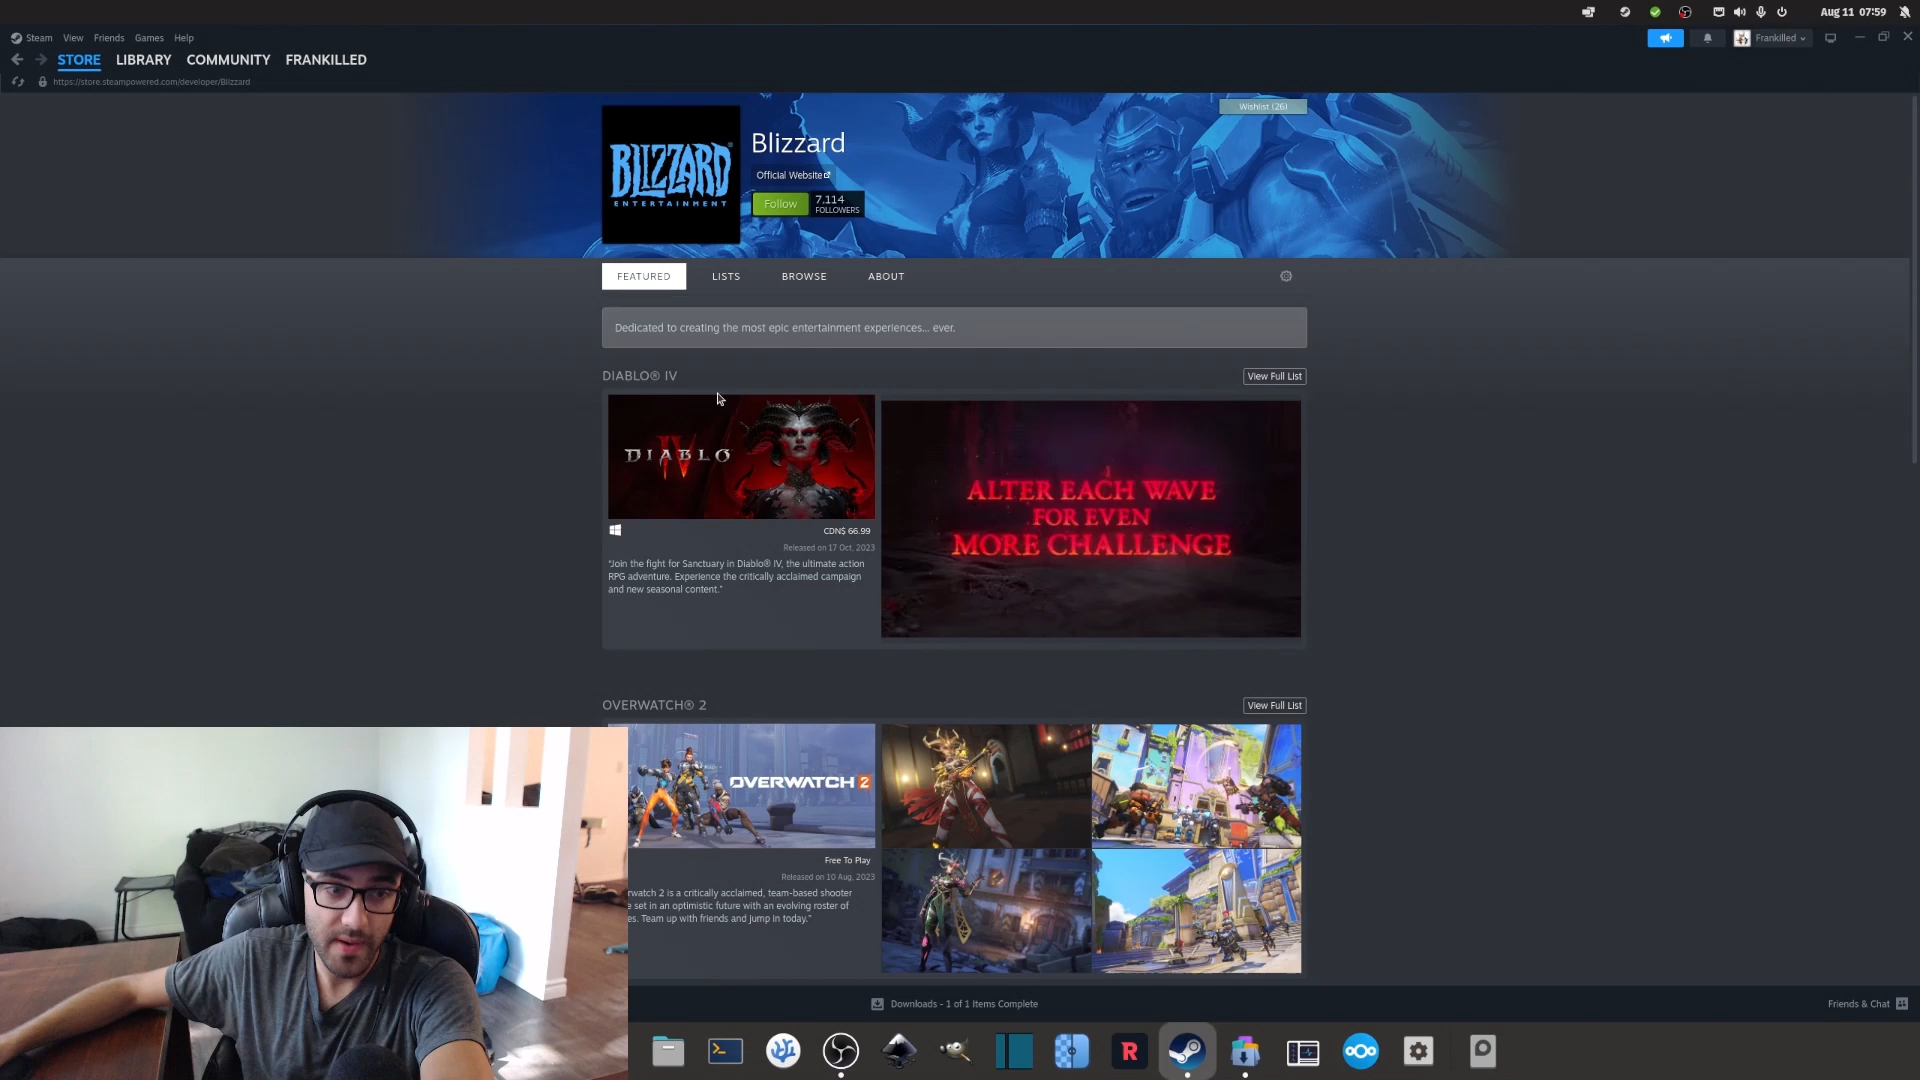 Aug 11 07:59
Steam View Friends Games Help
Frankilled
STORE LIBRARY COMMUNITY FRANKILLED
https://store.steampowered.com/developer/Blizzard
Wishlist (26)
BLIZZARD
ENTERTAINMENT
Blizzard
Official Website
Follow
7,114
FOLLOWERS
FEATURED LISTS BROWSE ABOUT
Dedicated to creating the most epic entertainment experiences... ever.
DIABLO® IV
View Full List
DIABLO
IV
ALTER EACH WAVE
FOR EVEN
MORE CHALLENGE
CDN$ 66.99
Released on 17 Oct, 2023
"Join the fight for Sanctuary in Diablo® IV, the ultimate action
RPG adventure. Experience the critically acclaimed campaign
and new seasonal content."
OVERWATCH® 2
View Full List
OVERWATCH 2
Free To Play
Released on 10 Aug, 2023
rwatch 2 is a critically acclaimed, team-based shooter
e set in an optimistic future with an evolving roster of
es. Team up with friends and jump in today."
Downloads - 1 of 1 Items Complete
Friends & Chat
R